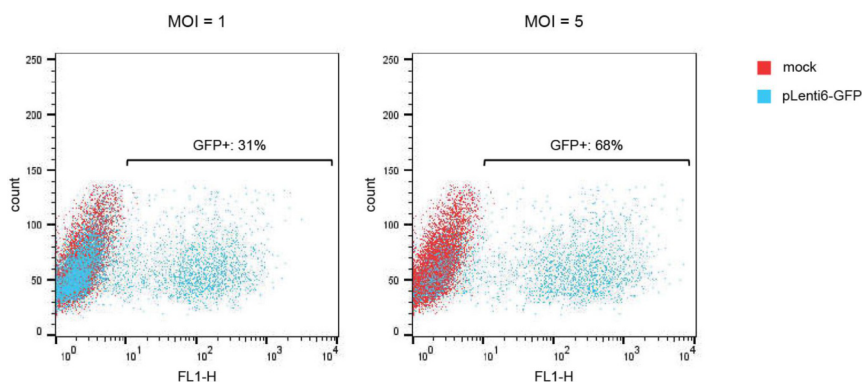 MOI = 1
MOI = 5
mock
pLenti6-GFP
GFP+: 31%
GFP+: 68%
count
250
200
150
100
50
0
10^0
10^1
10^2
10^3
10^4
FL1-H
count
250
200
150
100
50
0
10^0
10^1
10^2
10^3
10^4
FL1-H